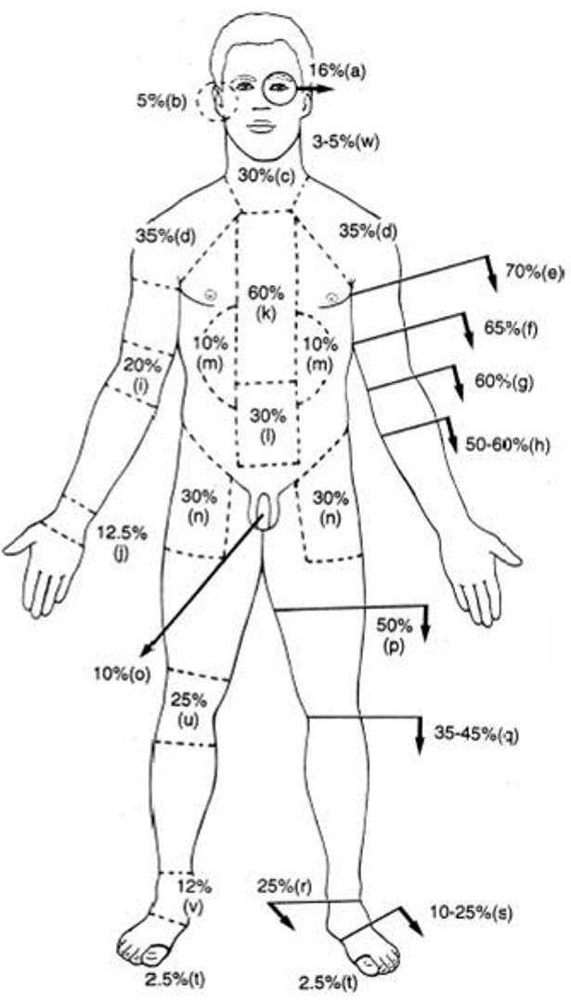 16%(a)
5%(b)
3-5%(w)
30%(c)
35%(d)
35%(d)
70%(e)
60%
(k)
65%(f)
10%
(m)
10%
(m)
20%
(i)
60%(g)
30%
(l)
50-60%(h)
30%
(n)
30%
(n)
12.5%
(j)
50%
(p)
10%(o)
25%
(u)
35-45%(q)
12%
(v)
25%(r)
10-25%(s)
2.5%(t)
2.5%(t)